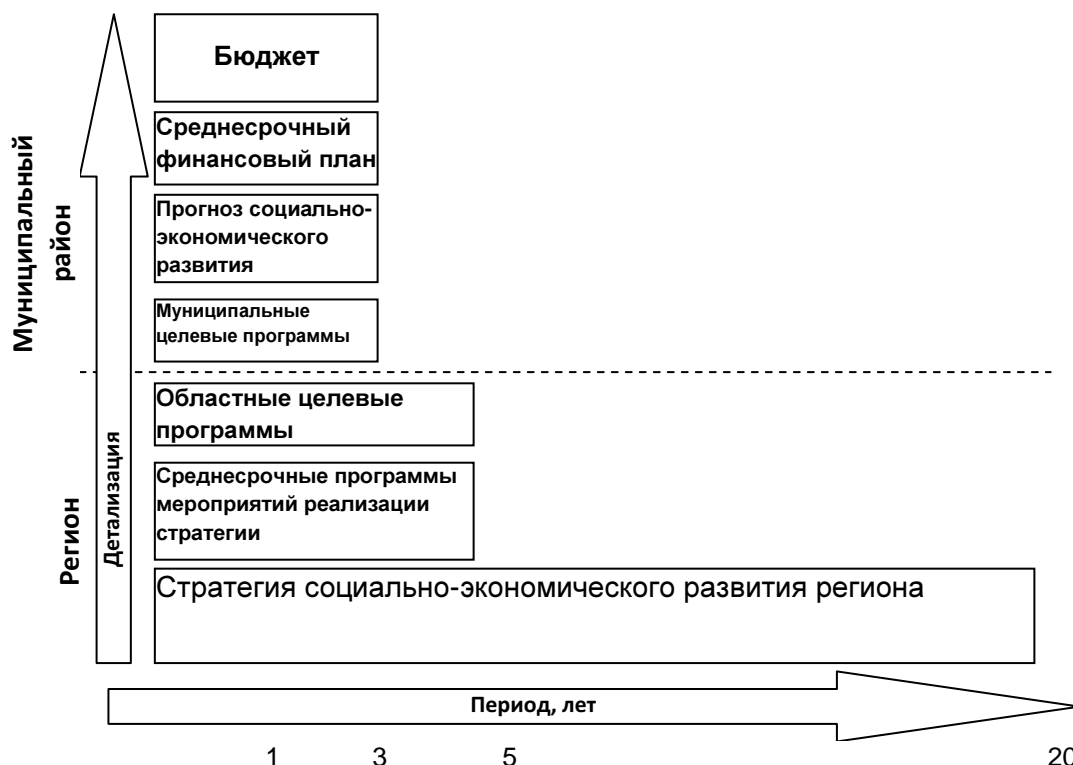 Бюджет
Среднесрочный
финансовый план
Прогноз социально-
экономического
развития
Муниципальные
целевые программы
Муниципальный
район
Областные целевые
программы
Среднесрочные программы
мероприятий реализации
стратегии
Стратегия социально-экономического развития региона
Регион
Детализация
Период, лет
1 3 5 20